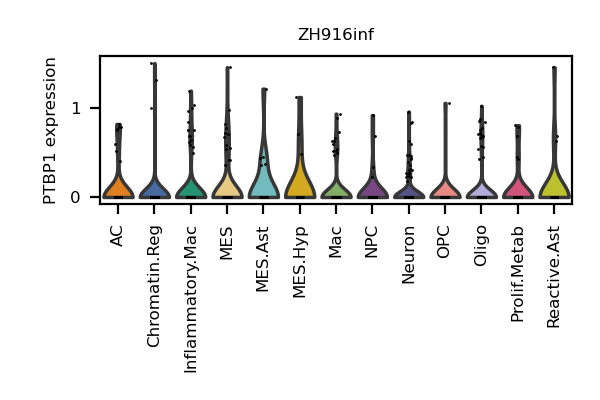 ZH916inf
PTBP1 expression
1
0
AC
Chromatin.Reg
Inflammatory.Mac
MES
MES.Ast
MES.Hyp
Mac
NPC
Neuron
OPC
Oligo
Prolif.Metab
Reactive.Ast